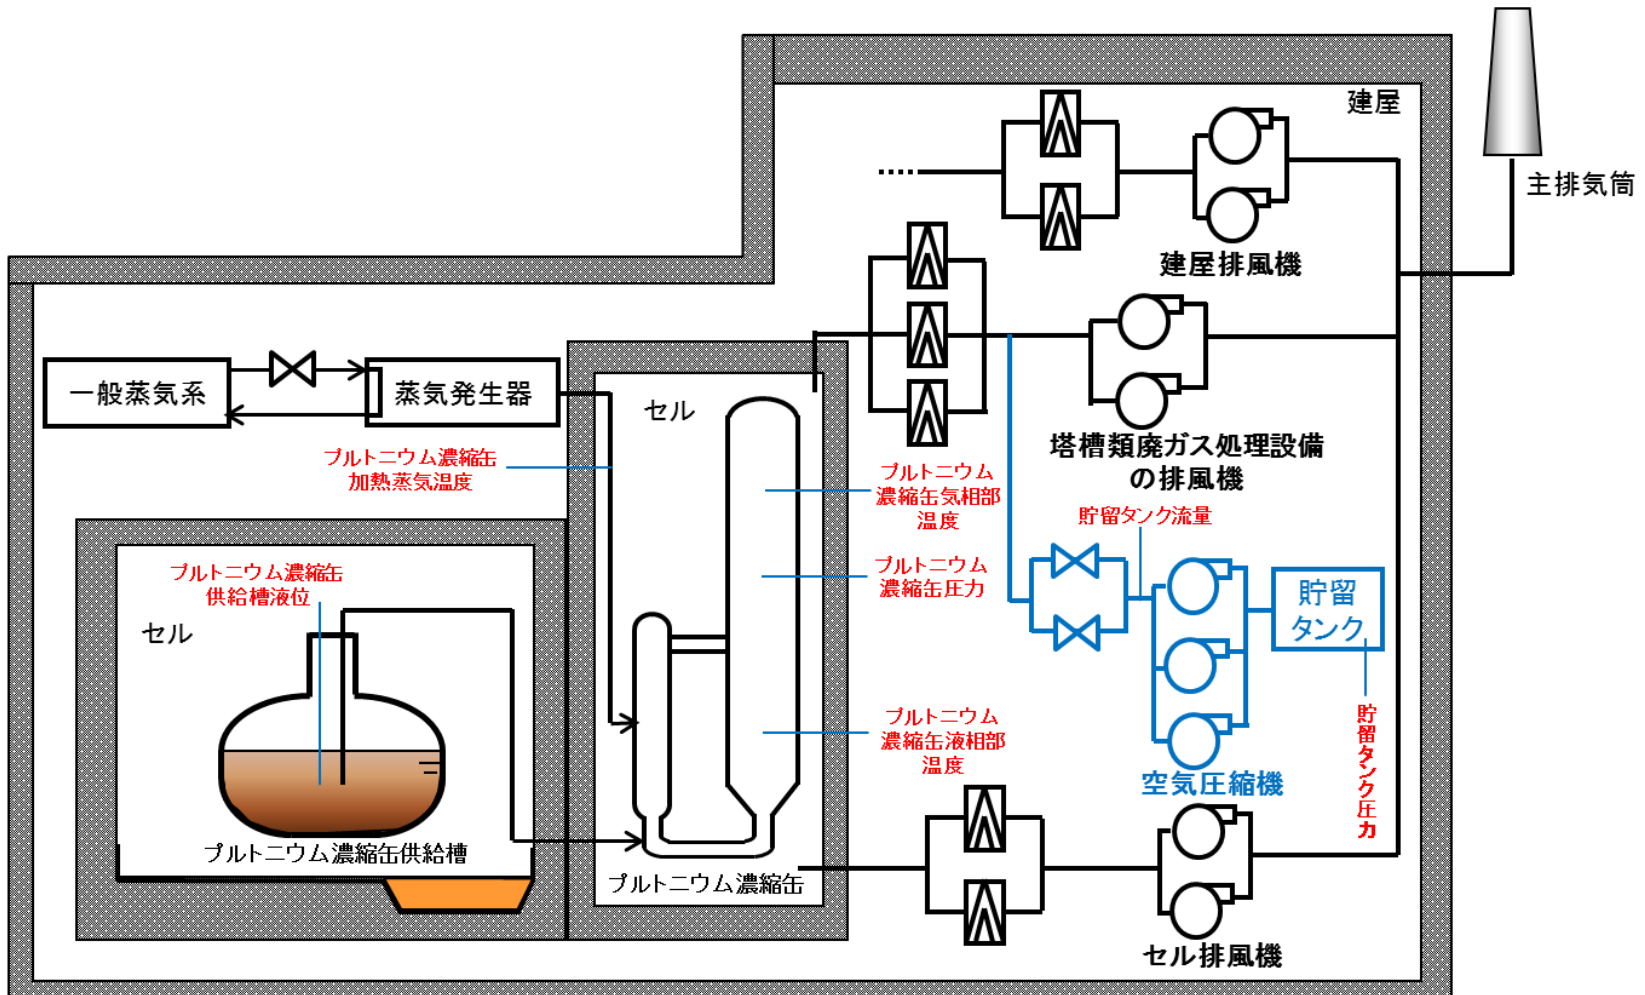 建屋
主排気筒
建屋排風機
一般蒸気系
蒸気発生器
セル
塔槽類廃ガス処理設備
の排風機
プルトニウム濃縮缶
加熱蒸気温度
プルトニウム
濃縮缶気相部
温度
貯留タンク流量
プルトニウム
濃縮缶圧力
プルトニウム濃縮缶
供給槽液位
セル
貯留
タンク
プルトニウム
濃縮缶液相部
温度
貯留タンク圧力
空気圧縮機
プルトニウム濃縮缶供給槽
プルトニウム濃縮缶
セル排風機